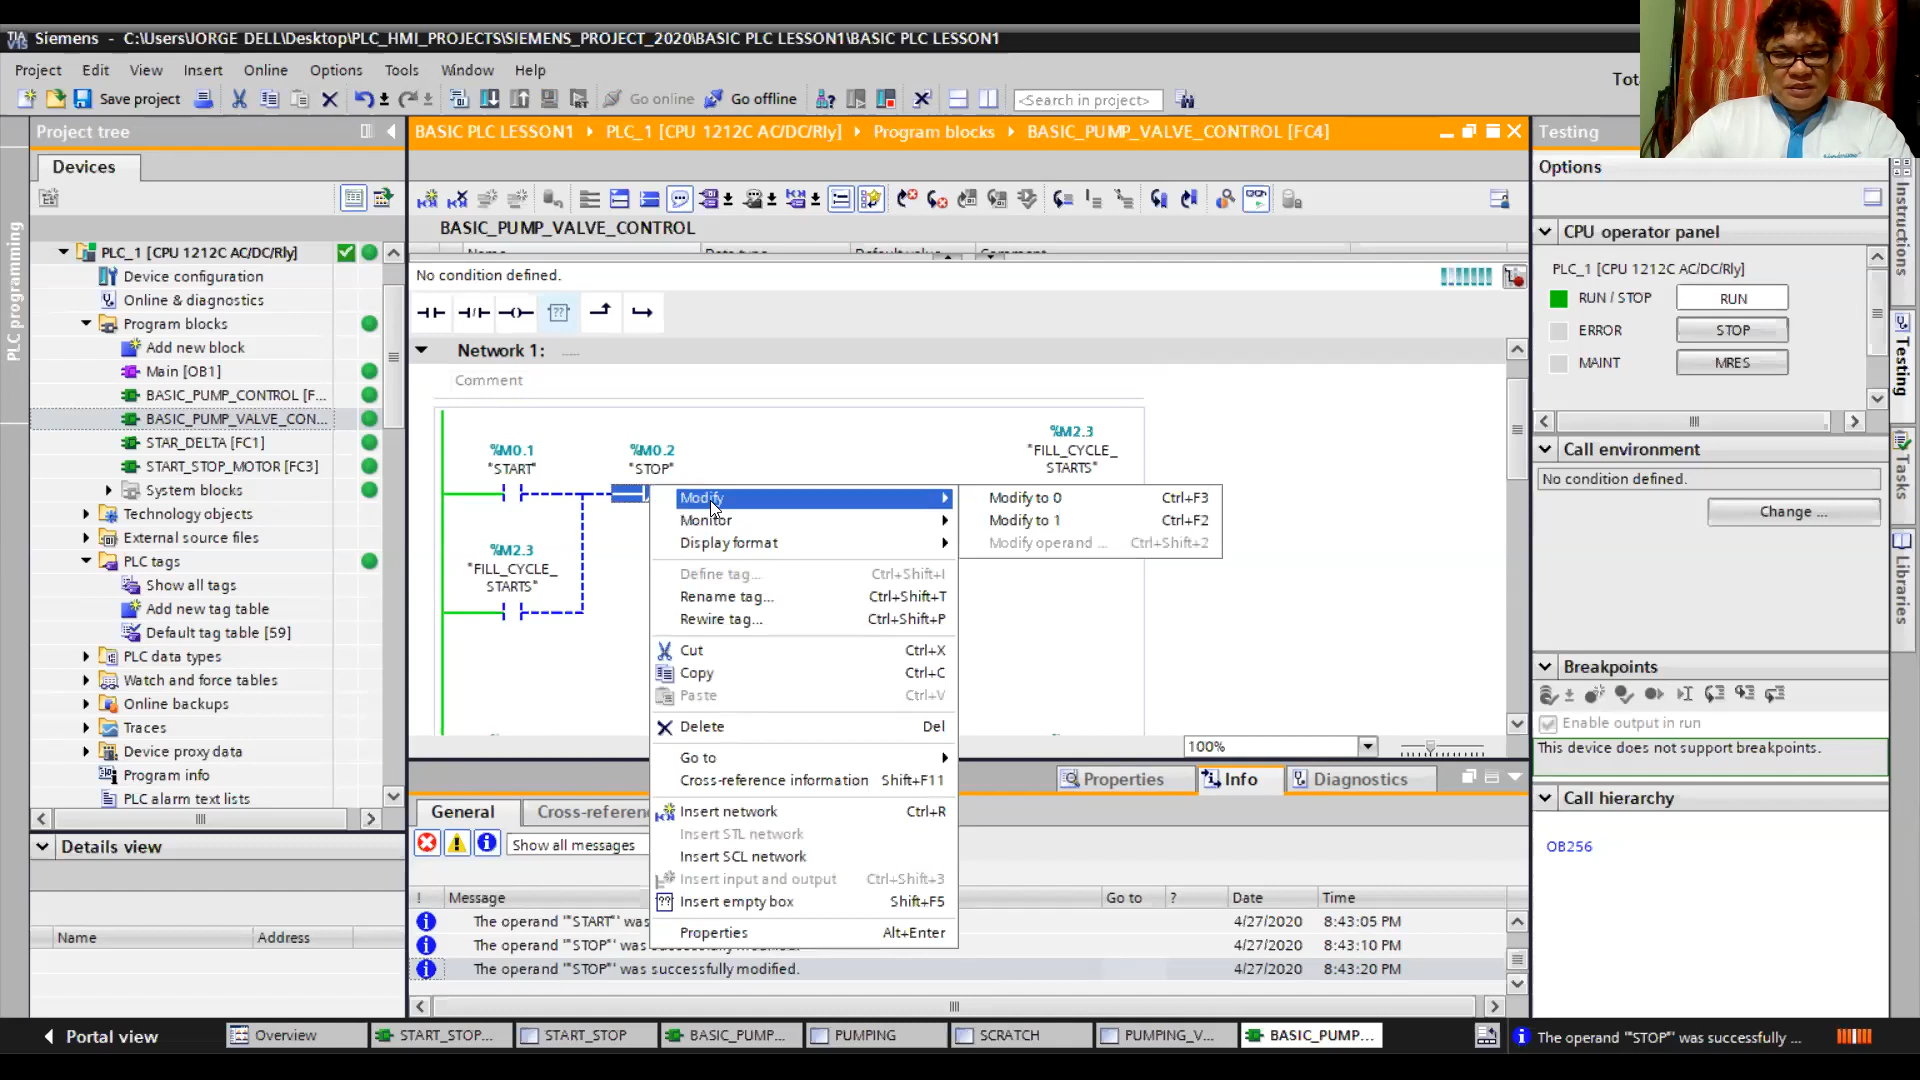 TIA V15 Siemens - C:\Users\JORGE DELL\Desktop\PLC_HMI_PROJECTS\SIEMENS_PROJECT_2020\BASIC PLC LESSON1\BASIC PLC LESSON1
Project Edit View Insert Online Options Tools Window Help
Save project Go online Go offline <Search in project>
Project tree
BASIC PLC LESSON1 PLC_1 [CPU 1212C AC/DC/Rly] Program blocks BASIC_PUMP_VALVE_CONTROL [FC4]
Testing
Devices
Options
BASIC_PUMP_VALVE_CONTROL
No condition defined.
PLC programming
PLC_1 [CPU 1212C AC/DC/Rly]
Device configuration
Online & diagnostics
Program blocks
Add new block
Main [OB1]
BASIC_PUMP_CONTROL [F...
BASIC_PUMP_VALVE_CON...
STAR_DELTA [FC1]
START_STOP_MOTOR [FC3]
System blocks
Technology objects
External source files
PLC tags
Show all tags
Add new tag table
Default tag table [59]
PLC data types
Watch and force tables
Online backups
Traces
Device proxy data
Program info
PLC alarm text lists
Details view
Name Address
Network 1: .....
Comment
%M0.1
"START"
%M0.2
"STOP"
%M2.3
"FILL_CYCLE_
STARTS"
%M2.3
"FILL_CYCLE_
STARTS"
Modify
Monitor
Display format
Define tag... Ctrl+Shift+I
Rename tag... Ctrl+Shift+T
Rewire tag... Ctrl+Shift+P
Cut Ctrl+X
Copy Ctrl+C
Paste Ctrl+V
Delete Del
Go to
Cross-reference information Shift+F11
Insert network Ctrl+R
Insert STL network
Insert SCL network
Insert input and output Ctrl+Shift+3
Insert empty box Shift+F5
Properties Alt+Enter
Modify to 0 Ctrl+F3
Modify to 1 Ctrl+F2
Modify operand ... Ctrl+Shift+2
100%
Properties Info Diagnostics
General Cross-referen
Show all messages
! Message Go to ? Date Time
The operand '"START"' was 4/27/2020 8:43:05 PM
The operand '"STOP"' was successfully modified. 4/27/2020 8:43:10 PM
The operand '"STOP"' was successfully modified. 4/27/2020 8:43:20 PM
CPU operator panel
PLC_1 [CPU 1212C AC/DC/Rly]
RUN / STOP RUN
ERROR STOP
MAINT MRES
Call environment
No condition defined.
Change ...
Breakpoints
Enable output in run
This device does not support breakpoints.
Call hierarchy
OB256
Instructions
Testing
Tasks
Libraries
Portal view Overview START_STOP... START_STOP BASIC_PUMP... PUMPING SCRATCH PUMPING_V... BASIC_PUMP... The operand '"STOP"' was successfully ...